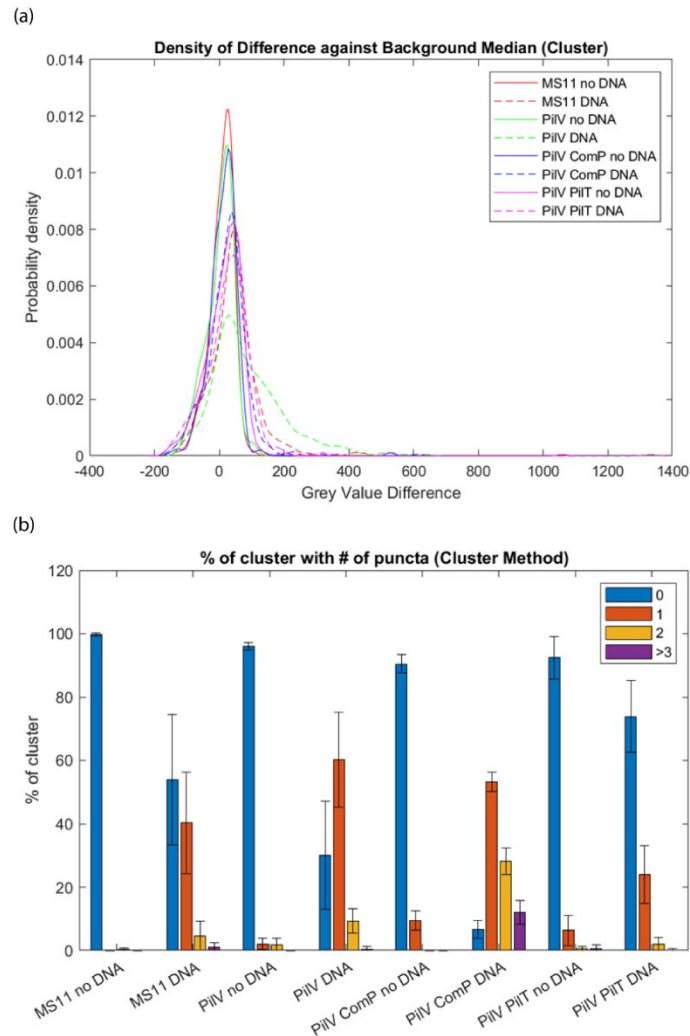 (a)
Density of Difference against Background Median (Cluster)
0.014
0.012
0.01
0.008
0.006
0.004
0.002
0
Probability density
-400
-200
0
200
400
600
800
1000
1200
1400
Grey Value Difference
MS11 no DNA
MS11 DNA
PilV no DNA
PilV DNA
PilV ComP no DNA
PilV ComP DNA
PilV PilT no DNA
PilV PilT DNA
(b)
% of cluster with # of puncta (Cluster Method)
120
100
80
60
40
20
0
% of cluster
0
1
2
>3
MS11 no DNA
MS11 DNA
PilV no DNA
PilV DNA
PilV ComP no DNA
PilV ComP DNA
PilV PilT no DNA
PilV PilT DNA